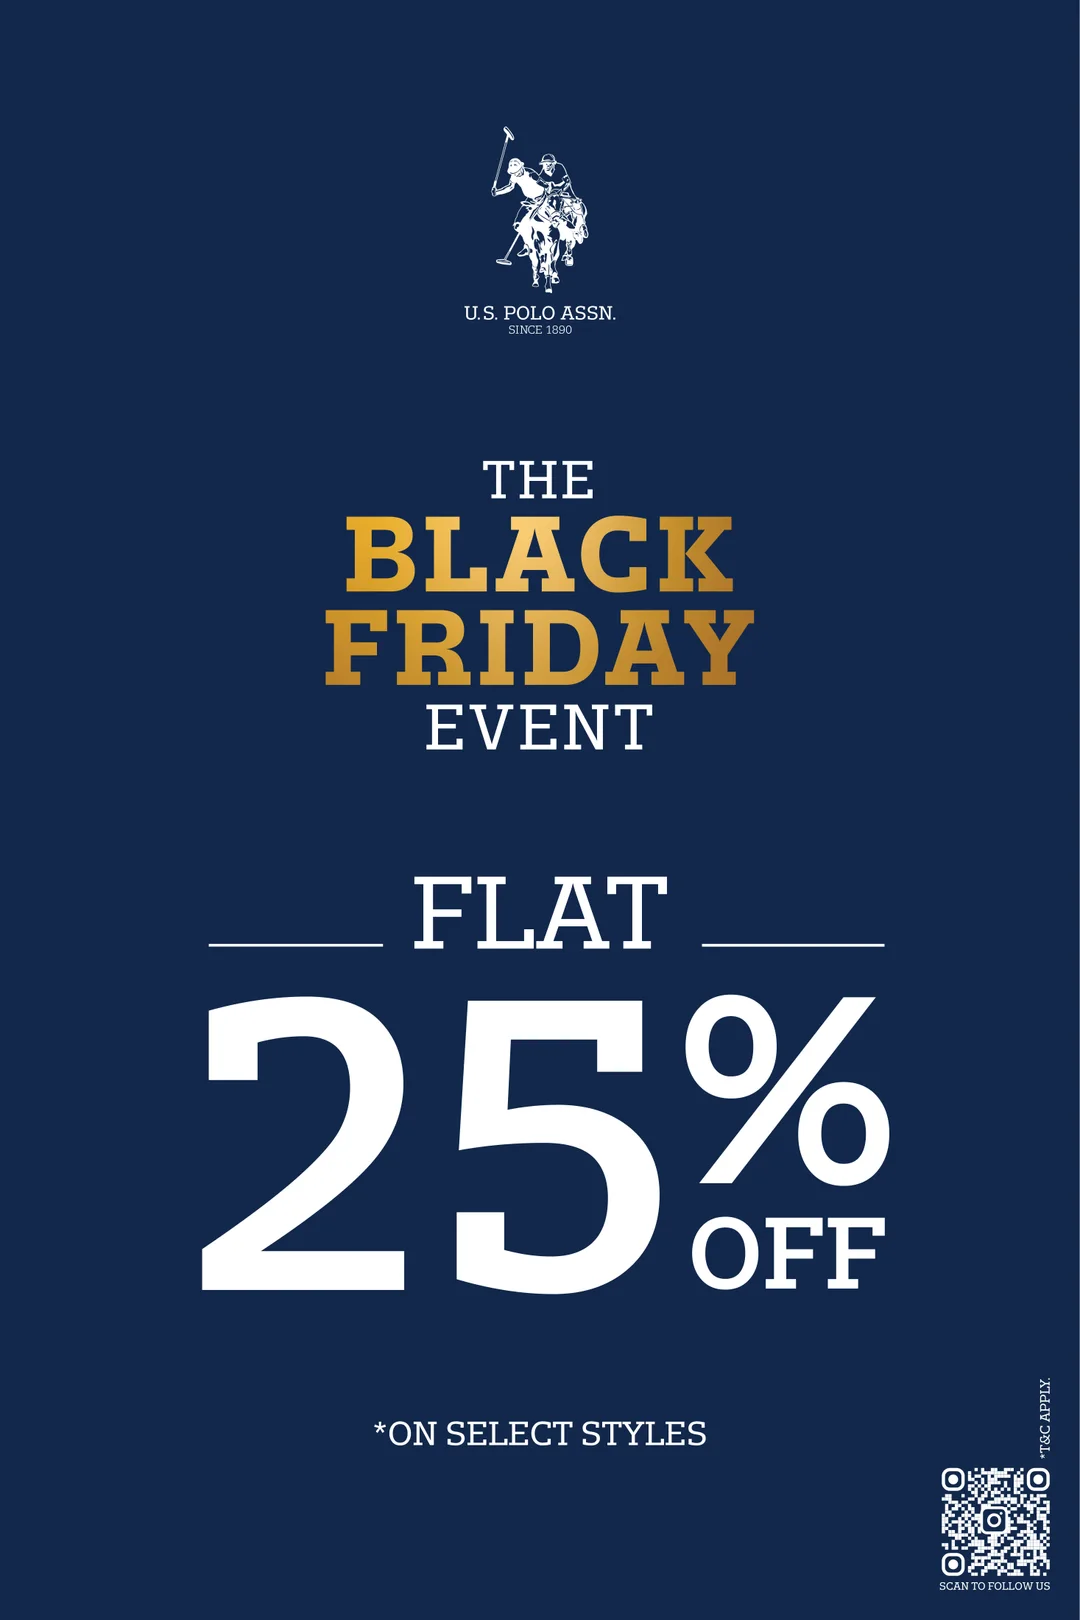 U.S. POLO ASSN.
SINCE 1890
THE
BLACK
FRIDAY
EVENT
FLAT
25%
OFF
*ON SELECT STYLES
*T&C APPLY.
SCAN TO FOLLOW US